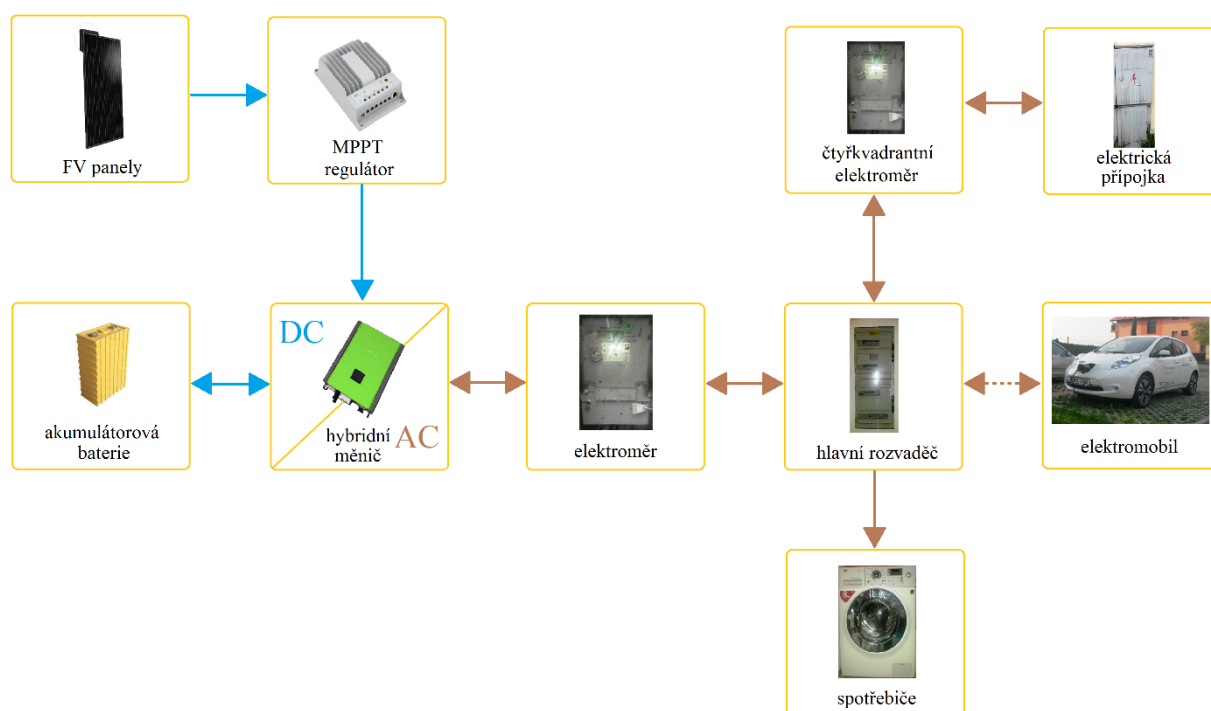 FV panely
MPPT
regulátor
čtyřkvadrantní
elektroměr
elektrická
přípojka
akumulátorová
baterie
DC
hybridní
měnič
AC
elektroměr
hlavní rozvaděč
elektromobil
spotřebiče